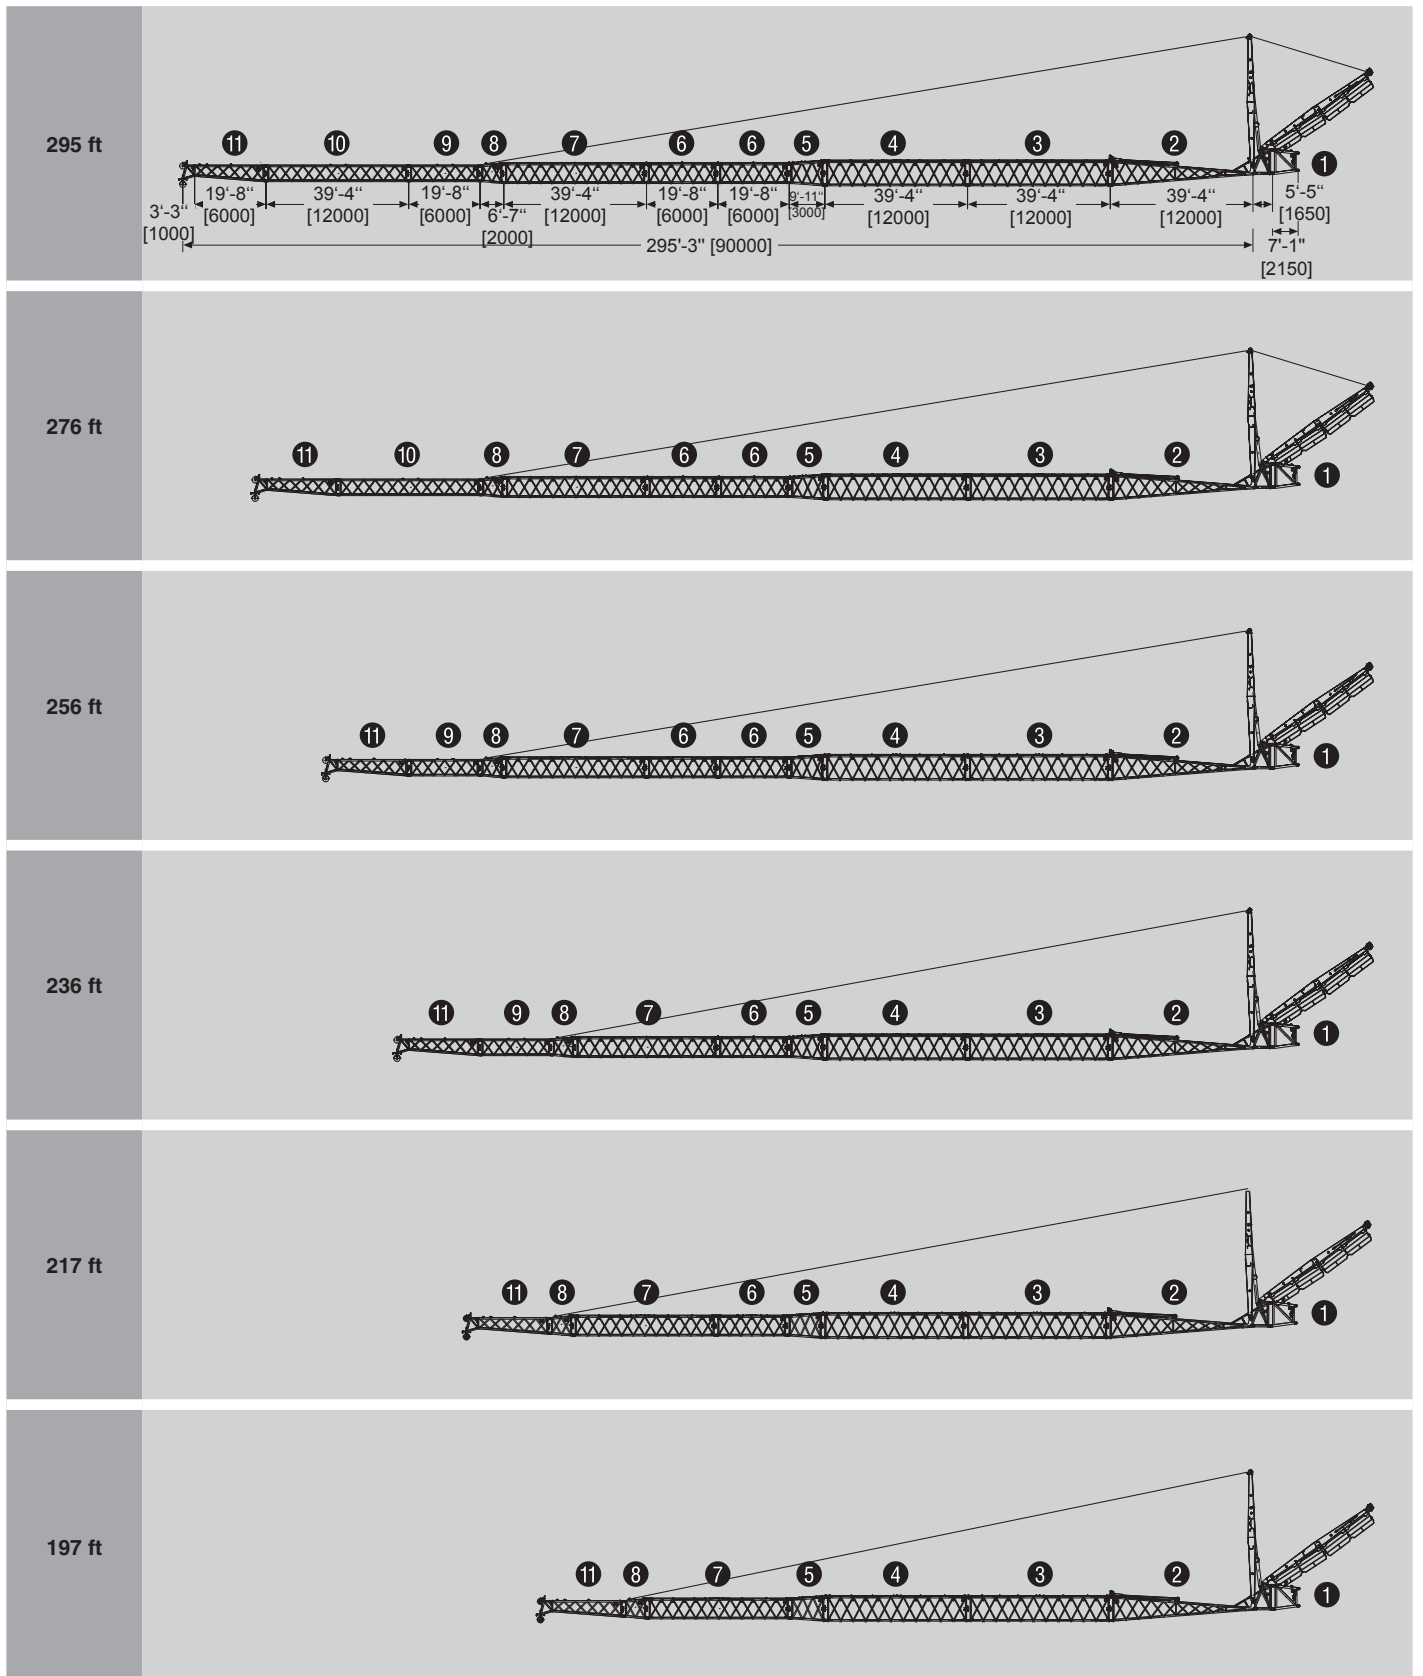 295 ft
11 10 9 8 7 6 6 5 4 3 2 1
19'-8“ 39'-4“ 19'-8“ 39'-4“ 19'-8“ 19'-8“ 9'-11“ 39'-4“ 39'-4“ 39'-4“ 5'-5“
3'-3“ [6000] [12000] [6000] 6'-7“ [12000] [6000] [6000] [3000] [12000] [12000] [12000] [1650]
[1000] [2000] 295'-3" [90000] 7'-1"
[2150]
276 ft
11 10 8 7 6 6 5 4 3 2 1
256 ft
11 9 8 7 6 6 5 4 3 2 1
236 ft
11 9 8 7 6 5 4 3 2 1
217 ft
11 8 7 6 5 4 3 2 1
197 ft
11 8 7 5 4 3 2 1